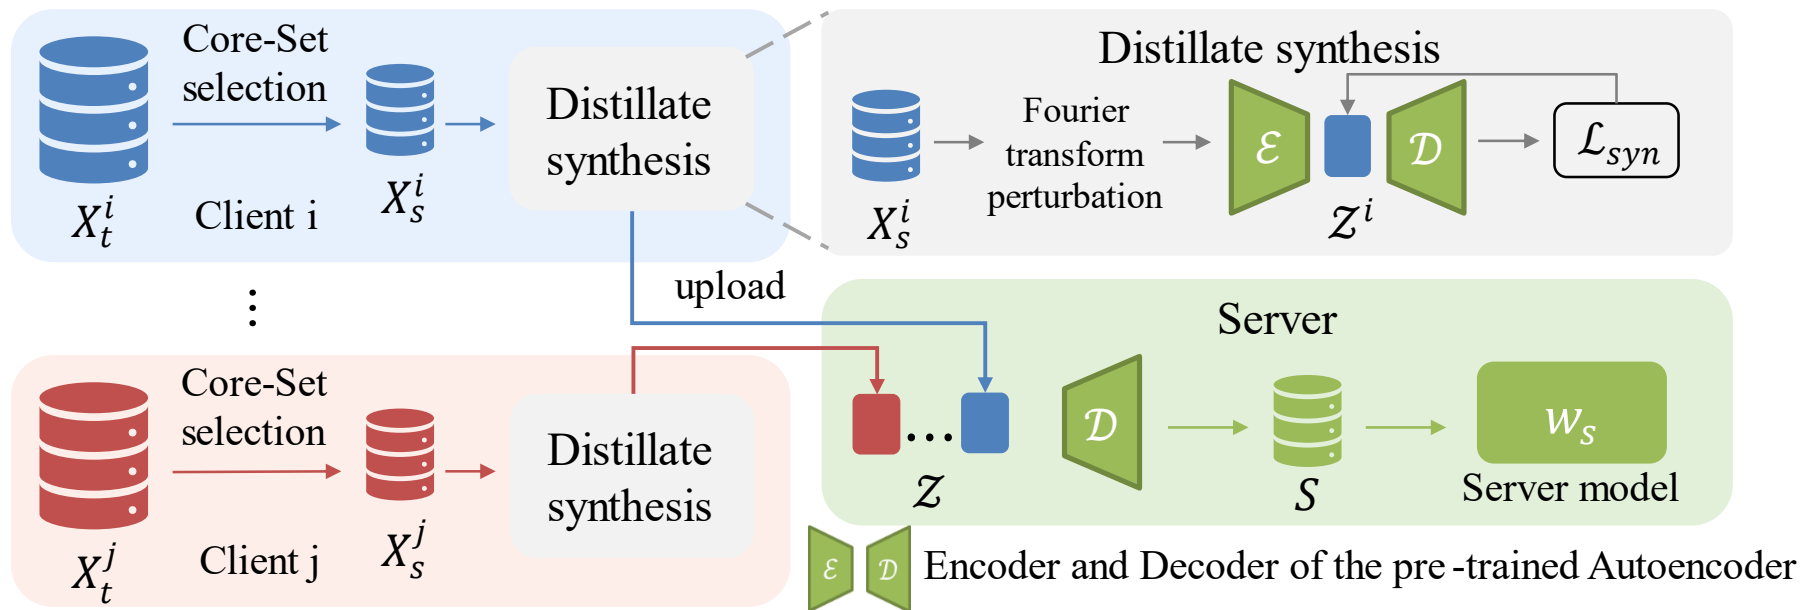 Core-Set
selection
X_t^i
Client i
X_s^i
Distillate
synthesis
Distillate synthesis
X_s^i
Fourier
transform
perturbation
ℰ
𝒵^i
𝒟
ℒ_syn
⋮
upload
Core-Set
selection
X_t^j
Client j
X_s^j
Distillate
synthesis
Server
...
𝒵
𝒟
S
w_s
Server model
ℰ
𝒟
Encoder and Decoder of the pre-trained Autoencoder